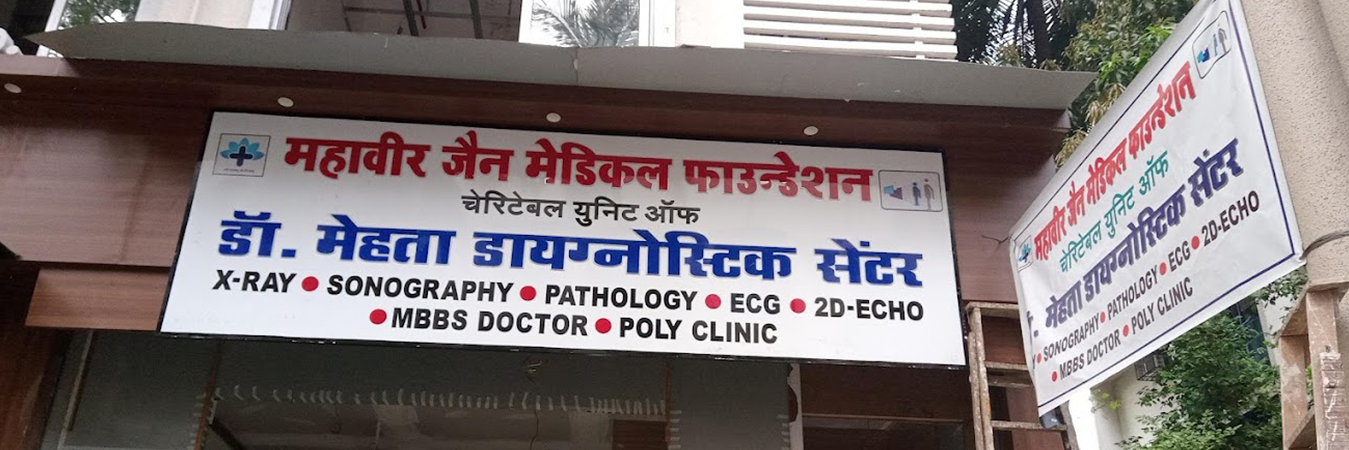 महावीर जैन मेडिकल फाउन्डेशन
चेरिटेबल युनिट ऑफ
डॉ. मेहता डायग्नोस्टिक सेंटर
X-RAY ● SONOGRAPHY ● PATHOLOGY ● ECG ● 2D-ECHO
● MBBS DOCTOR ● POLY CLINIC
महावीर जैन मेडिकल फाउन्डेशन
चेरिटेबल युनिट ऑफ
मेहता डायग्नोस्टिक सेंटर
● SONOGRAPHY ● PATHOLOGY ● ECG ● 2D-ECHO
● MBBS DOCTOR ● POLY CLINIC